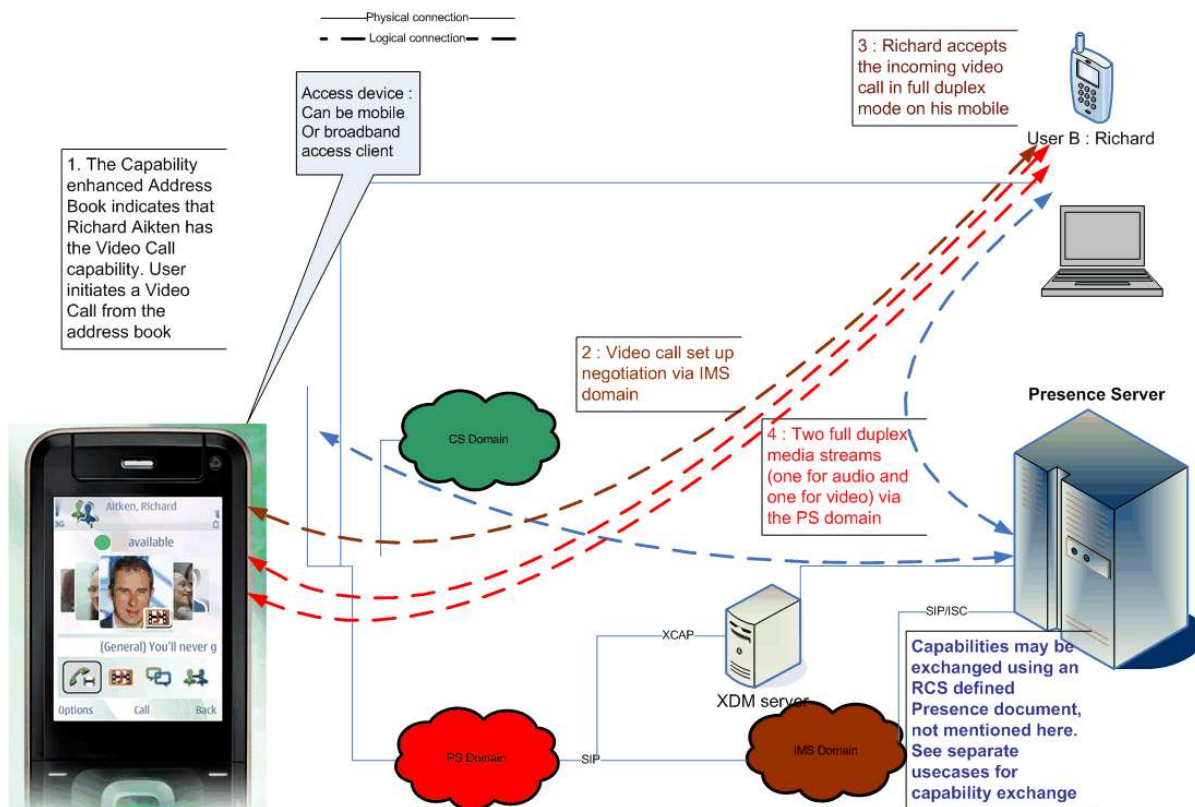 Physical connection
Logical connection
3 : Richard accepts
the incoming video
call in full duplex
mode on his mobile
User B : Richard
Access device :
Can be mobile
Or broadband
access client
1. The Capability
enhanced Address
Book indicates that
Richard Aikten has
the Video Call
capability. User
initiates a Video
Call from the
address book
2 : Video call set up
negotiation via IMS
domain
CS Domain
Presence Server
4 : Two full duplex
media streams
(one for audio and
one for video) via
the PS domain
Aitken, Richard
3G
available
(General) You'll never g
Options Call Back
XCAP
SIP/ISC
XDM server
PS Domain
SIP
IMS Domain
Capabilities may be
exchanged using an
RCS defined
Presence document,
not mentioned here.
See separate
usecases for
capability exchange